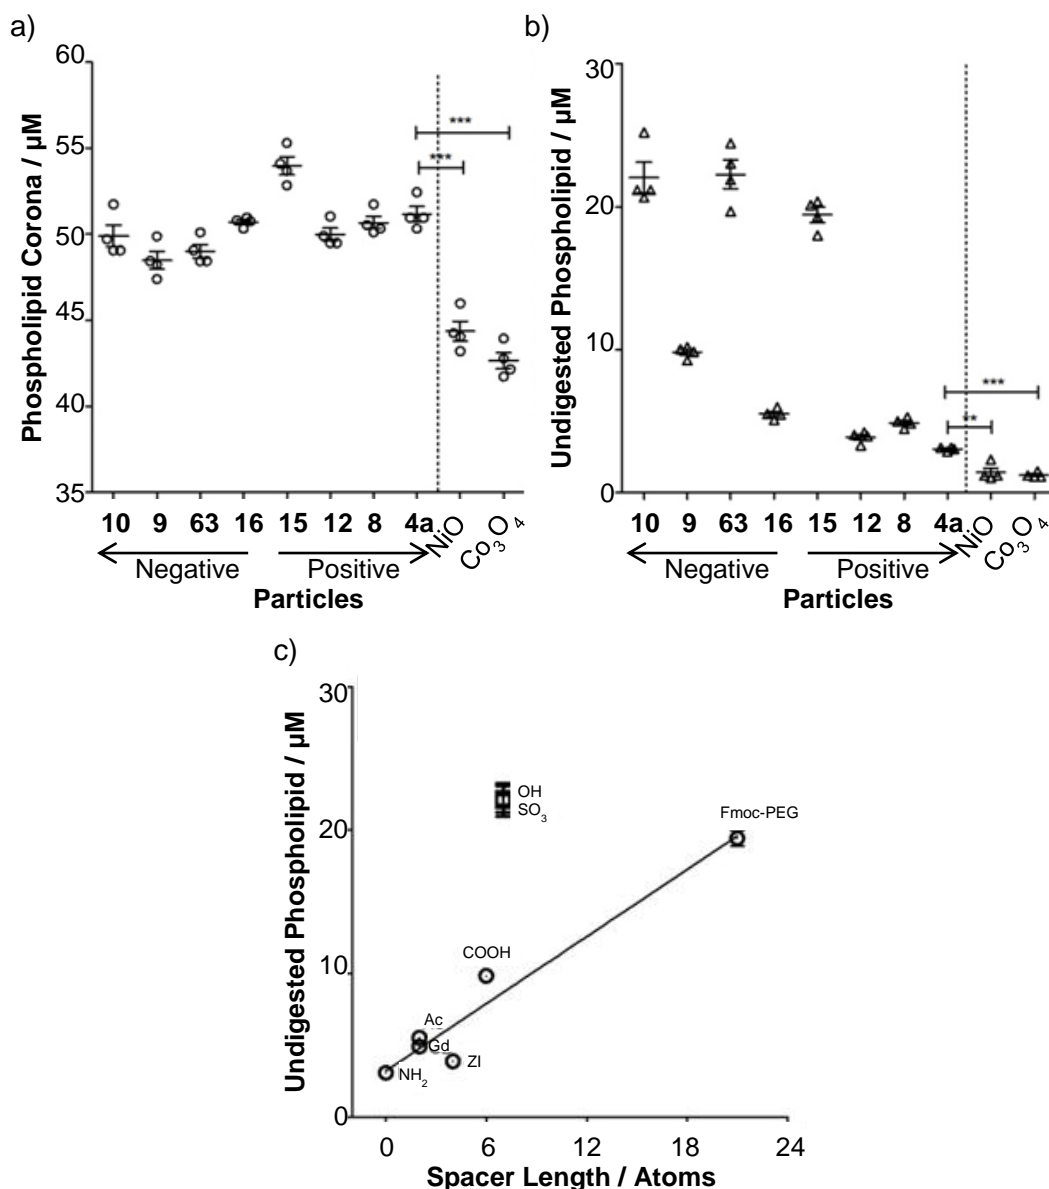 a)
Phospholipid Corona / µM
60
55
50
45
40
35
***
***
10 9 63 16 15 12 8 4a NiO Co₃O₄
Negative Positive
Particles
b)
Undigested Phospholipid / µM
30
20
10
0
***
**
10 9 63 16 15 12 8 4a NiO Co₃O₄
Negative Positive
Particles
c)
Undigested Phospholipid / µM
30
20
10
0
OH
SO₃
Fmoc-PEG
COOH
Ac
Gd
ZI
NH₂
0 6 12 18 24
Spacer Length / Atoms